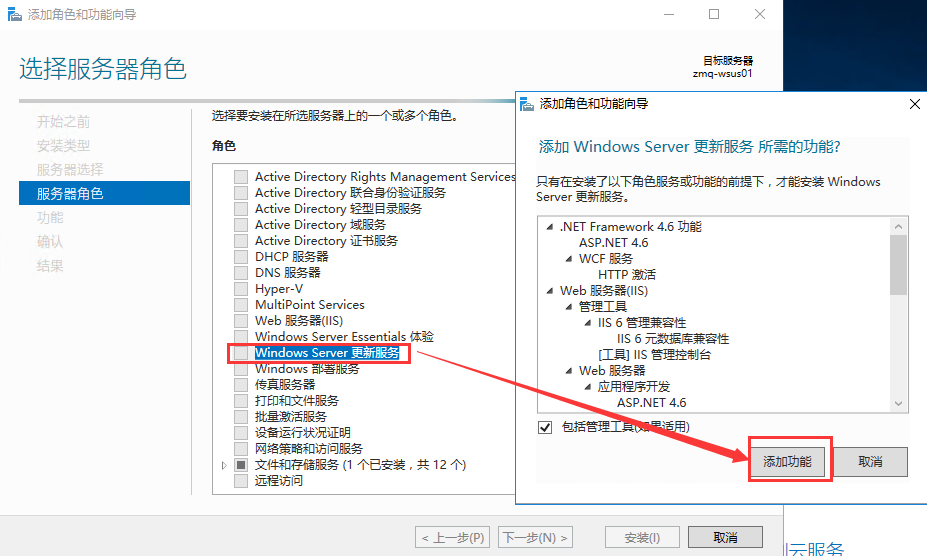 添加角色和功能向导
选择服务器角色
目标服务器
zmq-wsus01
开始之前
安装类型
服务器选择
服务器角色
功能
确认
结果
选择要安装在所选服务器上的一个或多个角色。
角色
Active Directory Rights Management Services
Active Directory 联合身份验证服务
Active Directory 轻型目录服务
Active Directory 域服务
Active Directory 证书服务
DHCP 服务器
DNS 服务器
Hyper-V
MultiPoint Services
Web 服务器(IIS)
Windows Server Essentials 体验
Windows Server 更新服务
Windows 部署服务
传真服务器
打印和文件服务
批量激活服务
设备运行状况证明
网络策略和访问服务
文件和存储服务 (1 个已安装，共 12 个)
远程访问
< 上一步(P)
下一步(N) >
安装(I)
取消
添加角色和功能向导
添加 Windows Server 更新服务 所需的功能?
只有在安装了以下角色服务或功能的前提下，才能安装 Windows
Server 更新服务。
.NET Framework 4.6 功能
ASP.NET 4.6
WCF 服务
HTTP 激活
Web 服务器(IIS)
管理工具
IIS 6 管理兼容性
IIS 6 元数据库兼容性
[工具] IIS 管理控制台
Web 服务器
应用程序开发
ASP.NET 4.6
包括管理工具(如果适用)
添加功能
取消
云服务